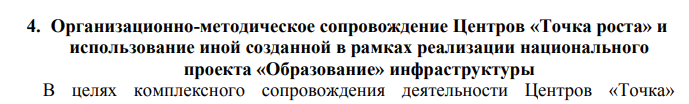 4. Организационно-методическое сопровождение Центров «Точка роста» и
использование иной созданной в рамках реализации национального
проекта «Образование» инфраструктуры
В целях комплексного сопровождения деятельности Центров «Точка»